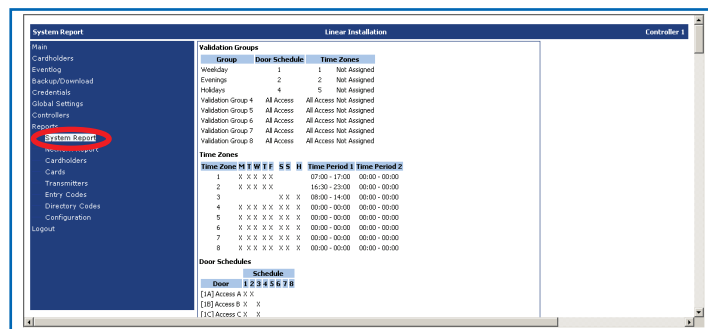 System Report Linear Installation Controller 1
Main
Cardholders
Eventlog
Backup/Download
Credentials
Global Settings
Controllers
Reports
System Report
Network Report
Cardholders
Cards
Transmitters
Entry Codes
Directory Codes
Configuration
Logout
Validation Groups
Group Door Schedule Time Zones
Weekday 1 1 Not Assigned
Evenings 2 2 Not Assigned
Holidays 4 5 Not Assigned
Validation Group 4 All Access All Access Not Assigned
Validation Group 5 All Access All Access Not Assigned
Validation Group 6 All Access All Access Not Assigned
Validation Group 7 All Access All Access Not Assigned
Validation Group 8 All Access All Access Not Assigned
Time Zones
Time Zone M T W T F S S H Time Period 1 Time Period 2
1 X X X X X 07:00 - 17:00 00:00 - 00:00
2 X X X X X 16:30 - 23:00 00:00 - 00:00
3 X X X 08:00 - 14:00 00:00 - 00:00
4 X X X X X X X X 00:00 - 00:00 00:00 - 00:00
5 X X X X X X X X 00:00 - 00:00 00:00 - 00:00
6 X X X X X X X X 00:00 - 00:00 00:00 - 00:00
7 X X X X X X X X 00:00 - 00:00 00:00 - 00:00
8 X X X X X X X X 00:00 - 00:00 00:00 - 00:00
Door Schedules
Schedule
Door 1 2 3 4 5 6 7 8
[1A] Access A X X
[1B] Access B X X
[1C] Access C X X